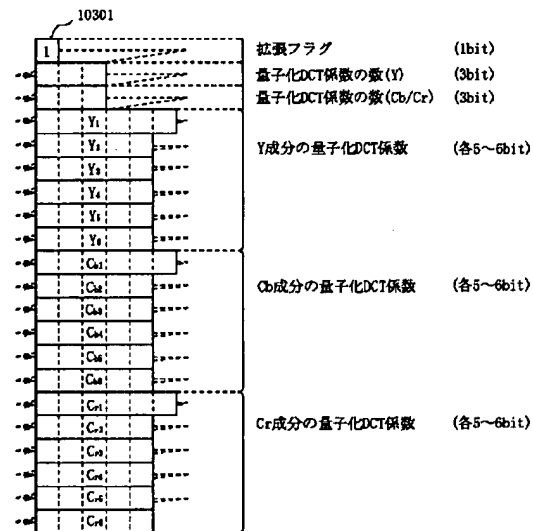 10301
1 拡張フラグ (1bit)
量子化DCT係数の数(Y) (3bit)
量子化DCT係数の数(Cb/Cr) (3bit)
Y1
Y2 Y成分の量子化DCT係数 (各5～6bit)
Y3
Y4
Y5
Y6
Cb1
Cb2 Cb成分の量子化DCT係数 (各5～6bit)
Cb3
Cb4
Cb5
Cb6
Cr1
Cr2 Cr成分の量子化DCT係数 (各5～6bit)
Cr3
Cr4
Cr5
Cr6